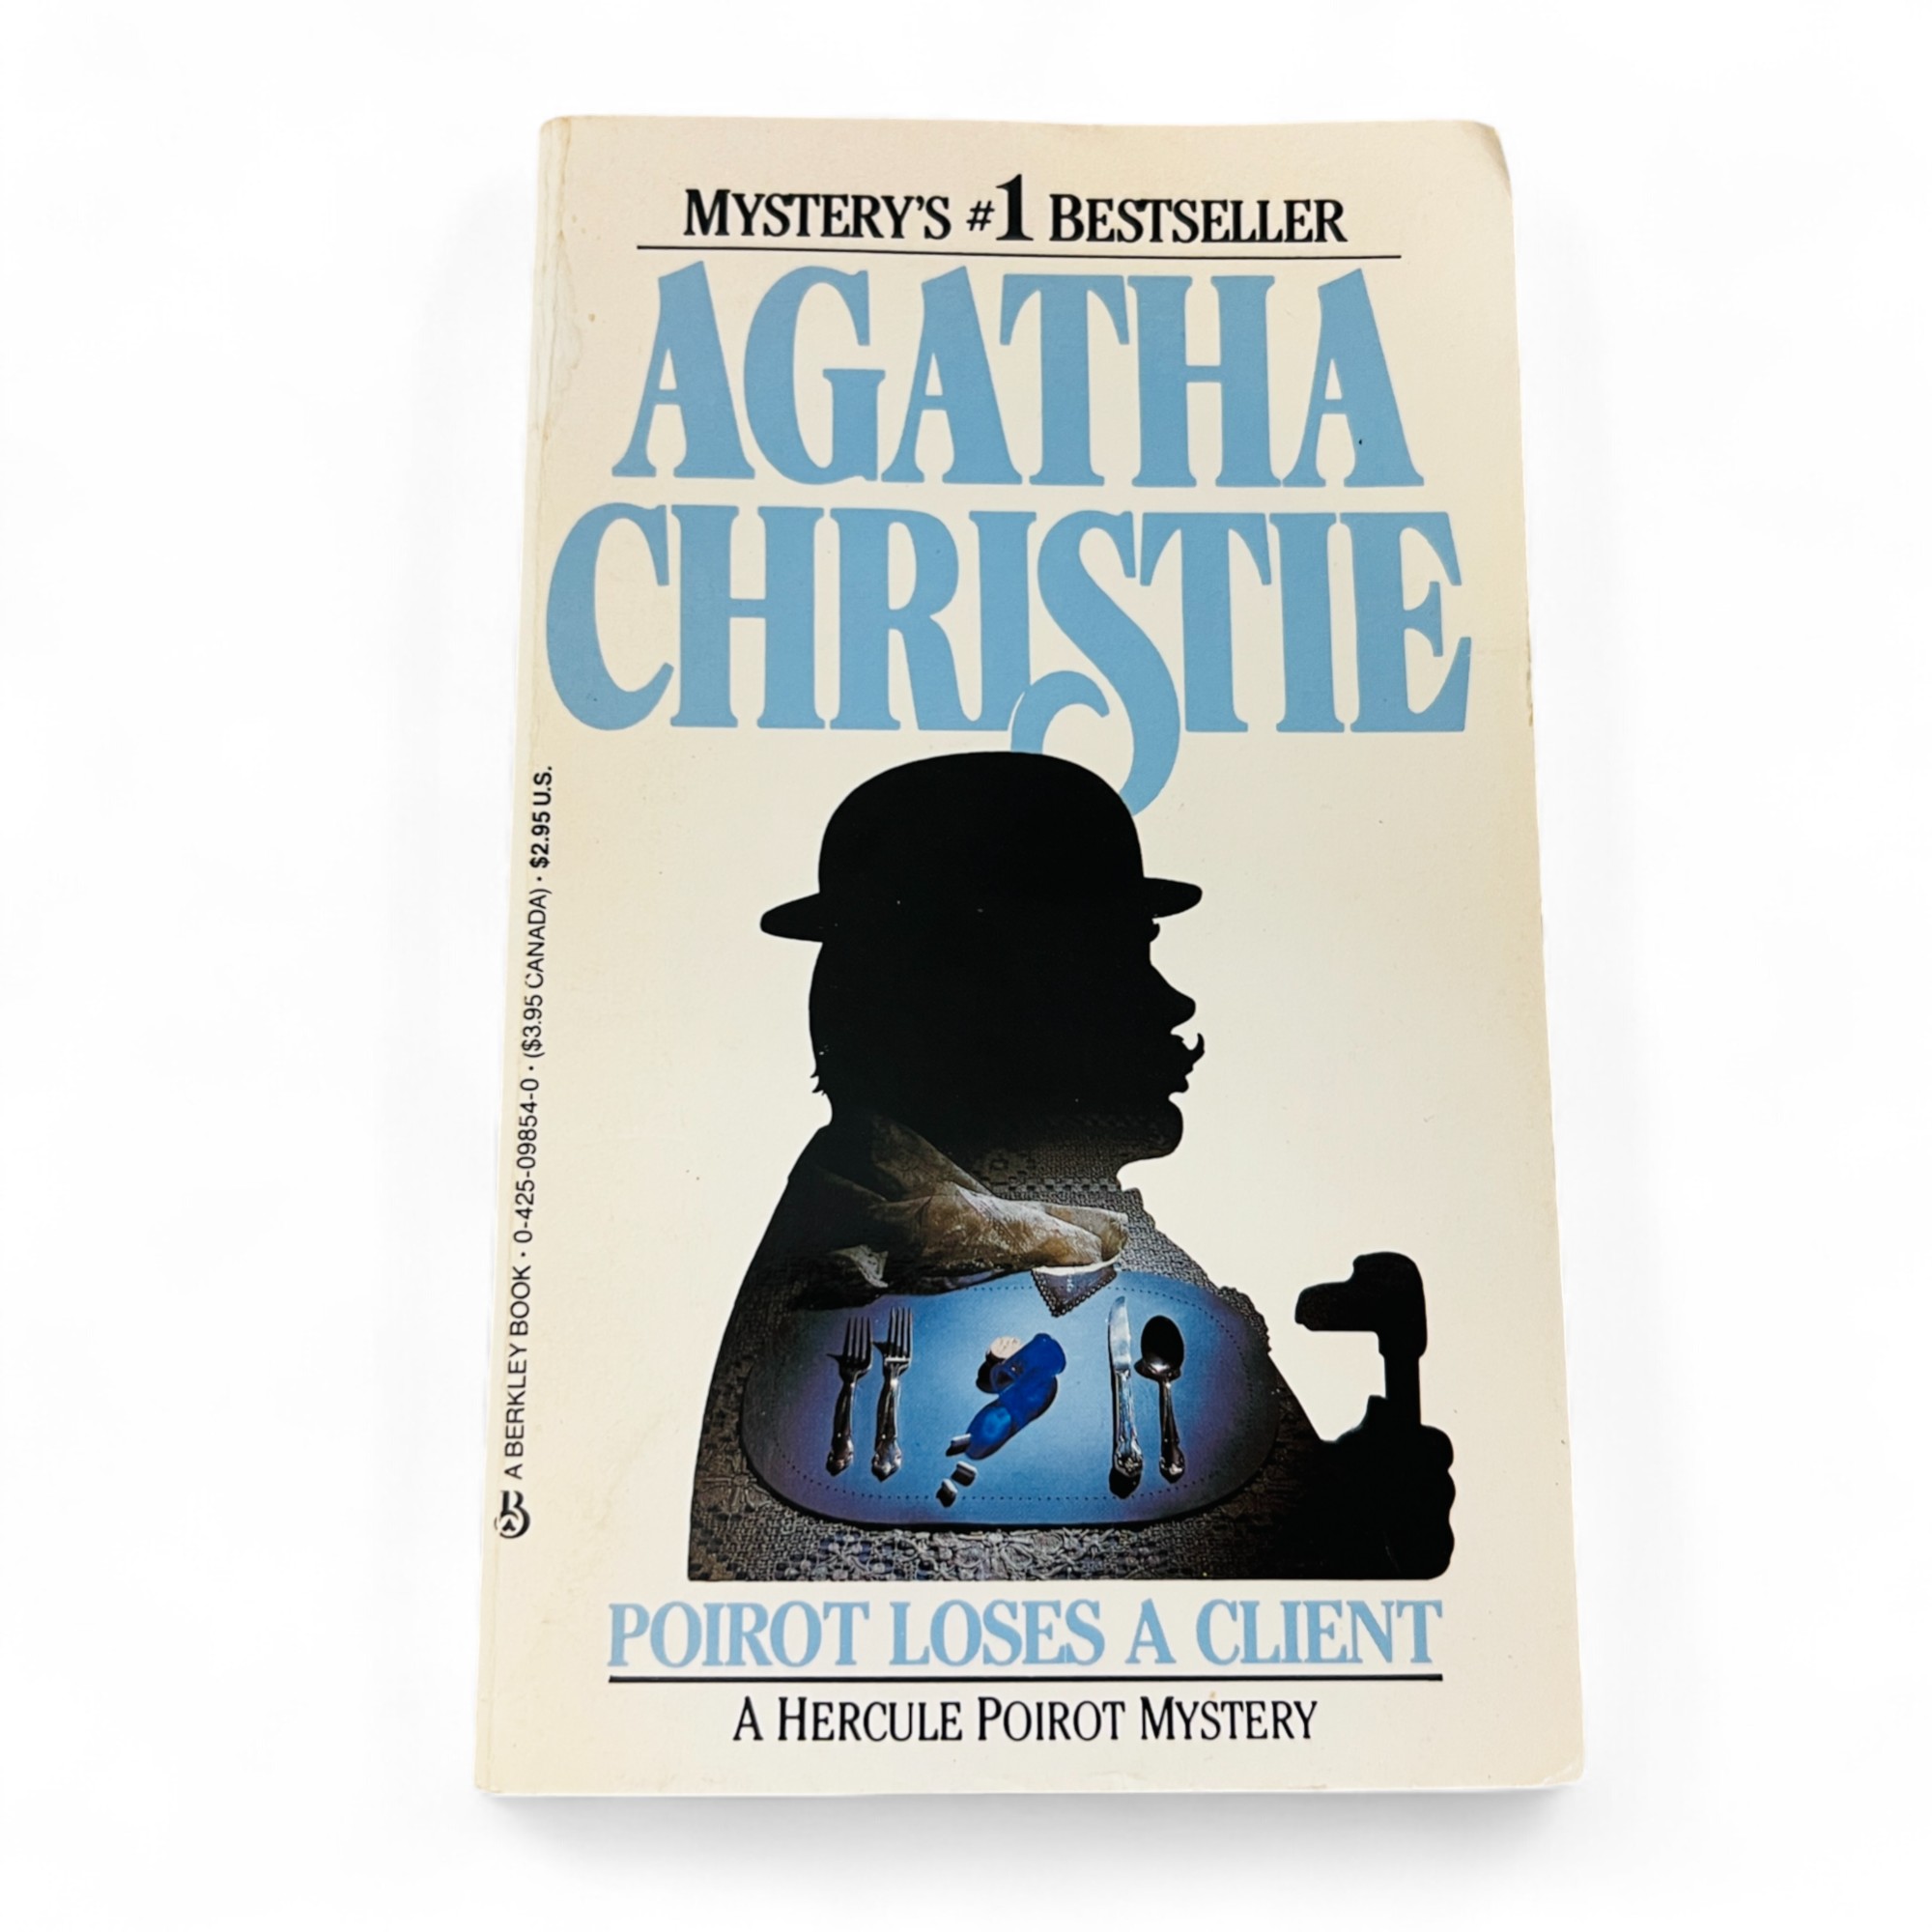 MYSTERY'S #1 BESTSELLER
AGATHA
CHRISTIE
A BERKLEY BOOK · 0-425-09854-0 · ($3.95 CANADA) · $2.95 U.S.
POIROT LOSES A CLIENT
A HERCULE POIROT MYSTERY